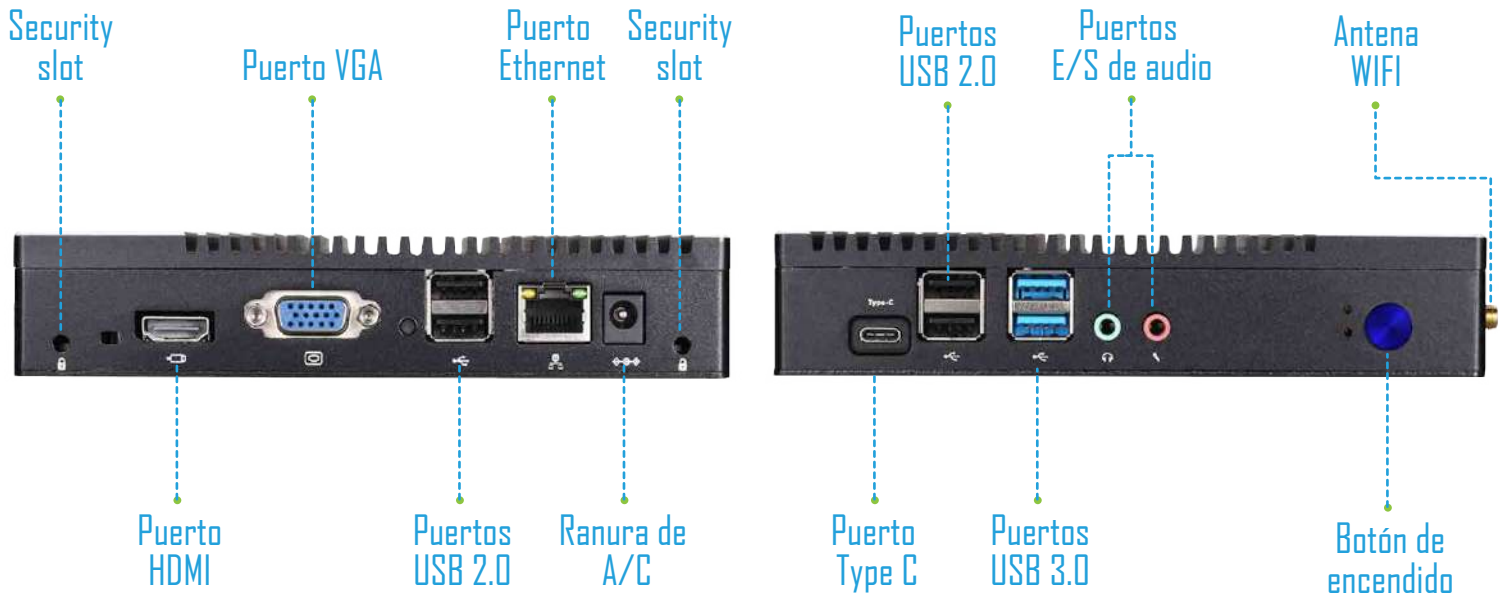 Security
slot
Puerto VGA
Puerto
Ethernet
Security
slot
Puertos
USB 2.0
Puertos
E/S de audio
Antena
WIFI
Type-C
Puerto
HDMI
Puertos
USB 2.0
Ranura de
A/C
Puerto
Type C
Puertos
USB 3.0
Botón de
encendido